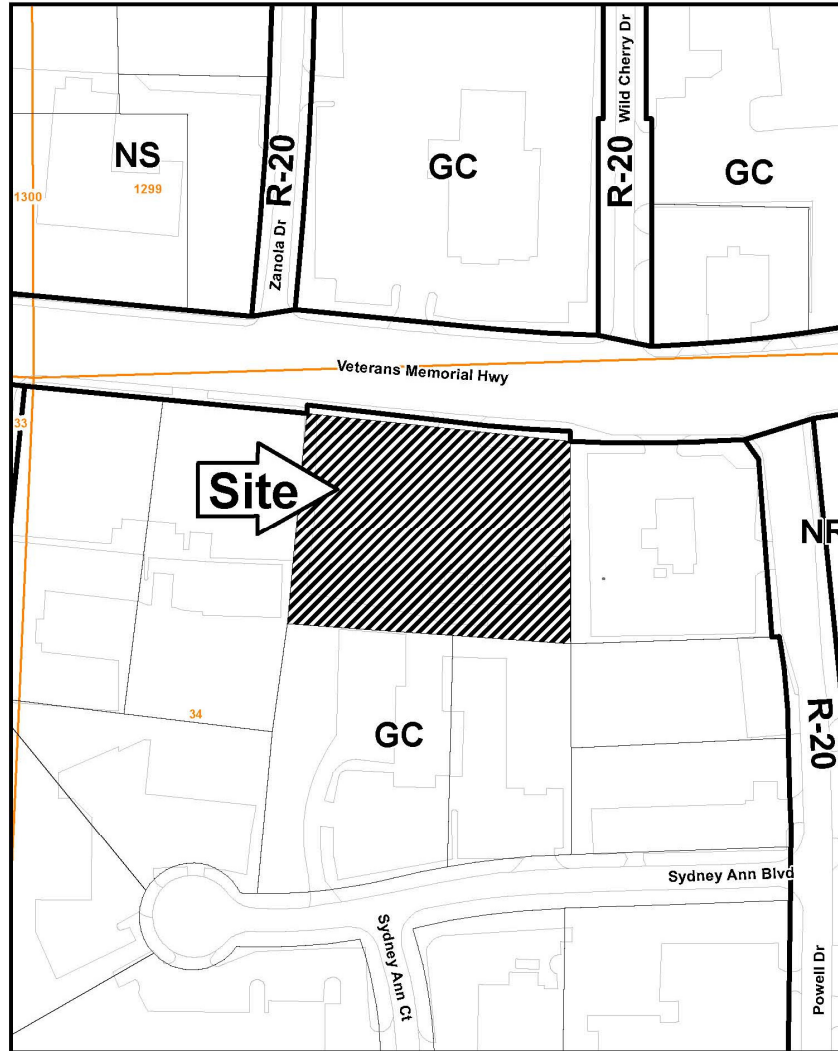 Wild Cherry Dr
NS
R-20
GC
R-20
GC
1300
1299
Zanola Dr
Veterans Memorial Hwy
33
Site
34
GC
R-20
Sydney Ann Blvd
Sydney Ann Ct
Powell Dr